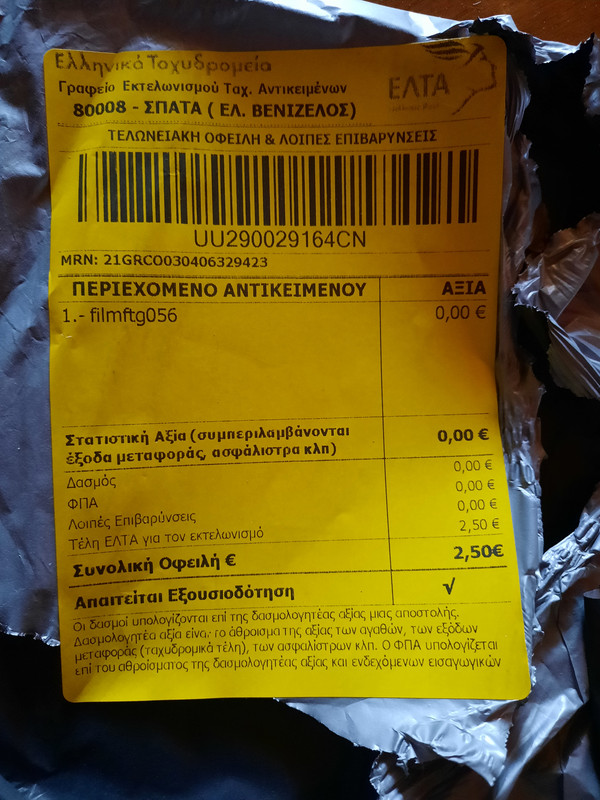 Ελληνικά Ταχυδρομεία
Γραφείο Εκτελωνισμού Ταχ. Αντικειμένων
80008 - ΣΠΑΤΑ ( ΕΛ. ΒΕΝΙΖΕΛΟΣ)
ΕΛΤΑ
ΤΕΛΩΝΕΙΑΚΗ ΟΦΕΙΛΗ & ΛΟΙΠΕΣ ΕΠΙΒΑΡΥΝΣΕΙΣ
UU290029164CN
MRN: 21GRCO030406329423
ΠΕΡΙΕΧΟΜΕΝΟ ΑΝΤΙΚΕΙΜΕΝΟΥ ΑΞΙΑ
1.- filmftg056 0,00 €
Στατιστική Αξία (συμπεριλαμβάνονται
έξοδα μεταφοράς, ασφάλιστρα κλπ) 0,00 €
Δασμός 0,00 €
ΦΠΑ 0,00 €
Λοιπές Επιβαρύνσεις 0,00 €
Τέλη ΕΛΤΑ για τον εκτελωνισμό 2,50 €
Συνολική Οφειλή € 2,50€
Απαιτείται Εξουσιοδότηση √
Οι δασμοί υπολογίζονται επί της δασμολογητέας αξίας μιας αποστολής.
Δασμολογητέα αξία είναι το άθροισμα της αξίας των αγαθών, των εξόδων
μεταφοράς (ταχυδρομικά τέλη), των ασφαλίστρων κλπ. Ο ΦΠΑ υπολογίζεται
επί του αθροίσματος της δασμολογητέας αξίας και ενδεχόμενων εισαγωγικών